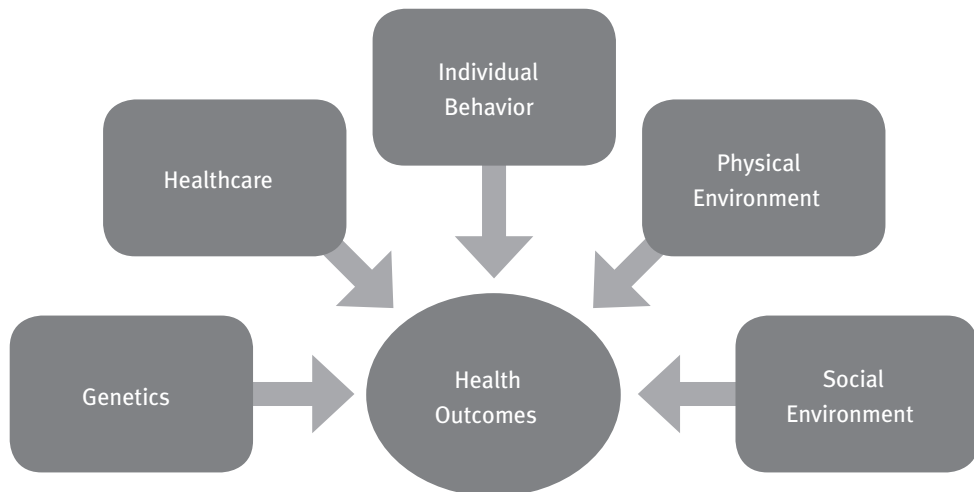 Individual
Behavior
Healthcare
Physical
Environment
Genetics
Health
Outcomes
Social
Environment